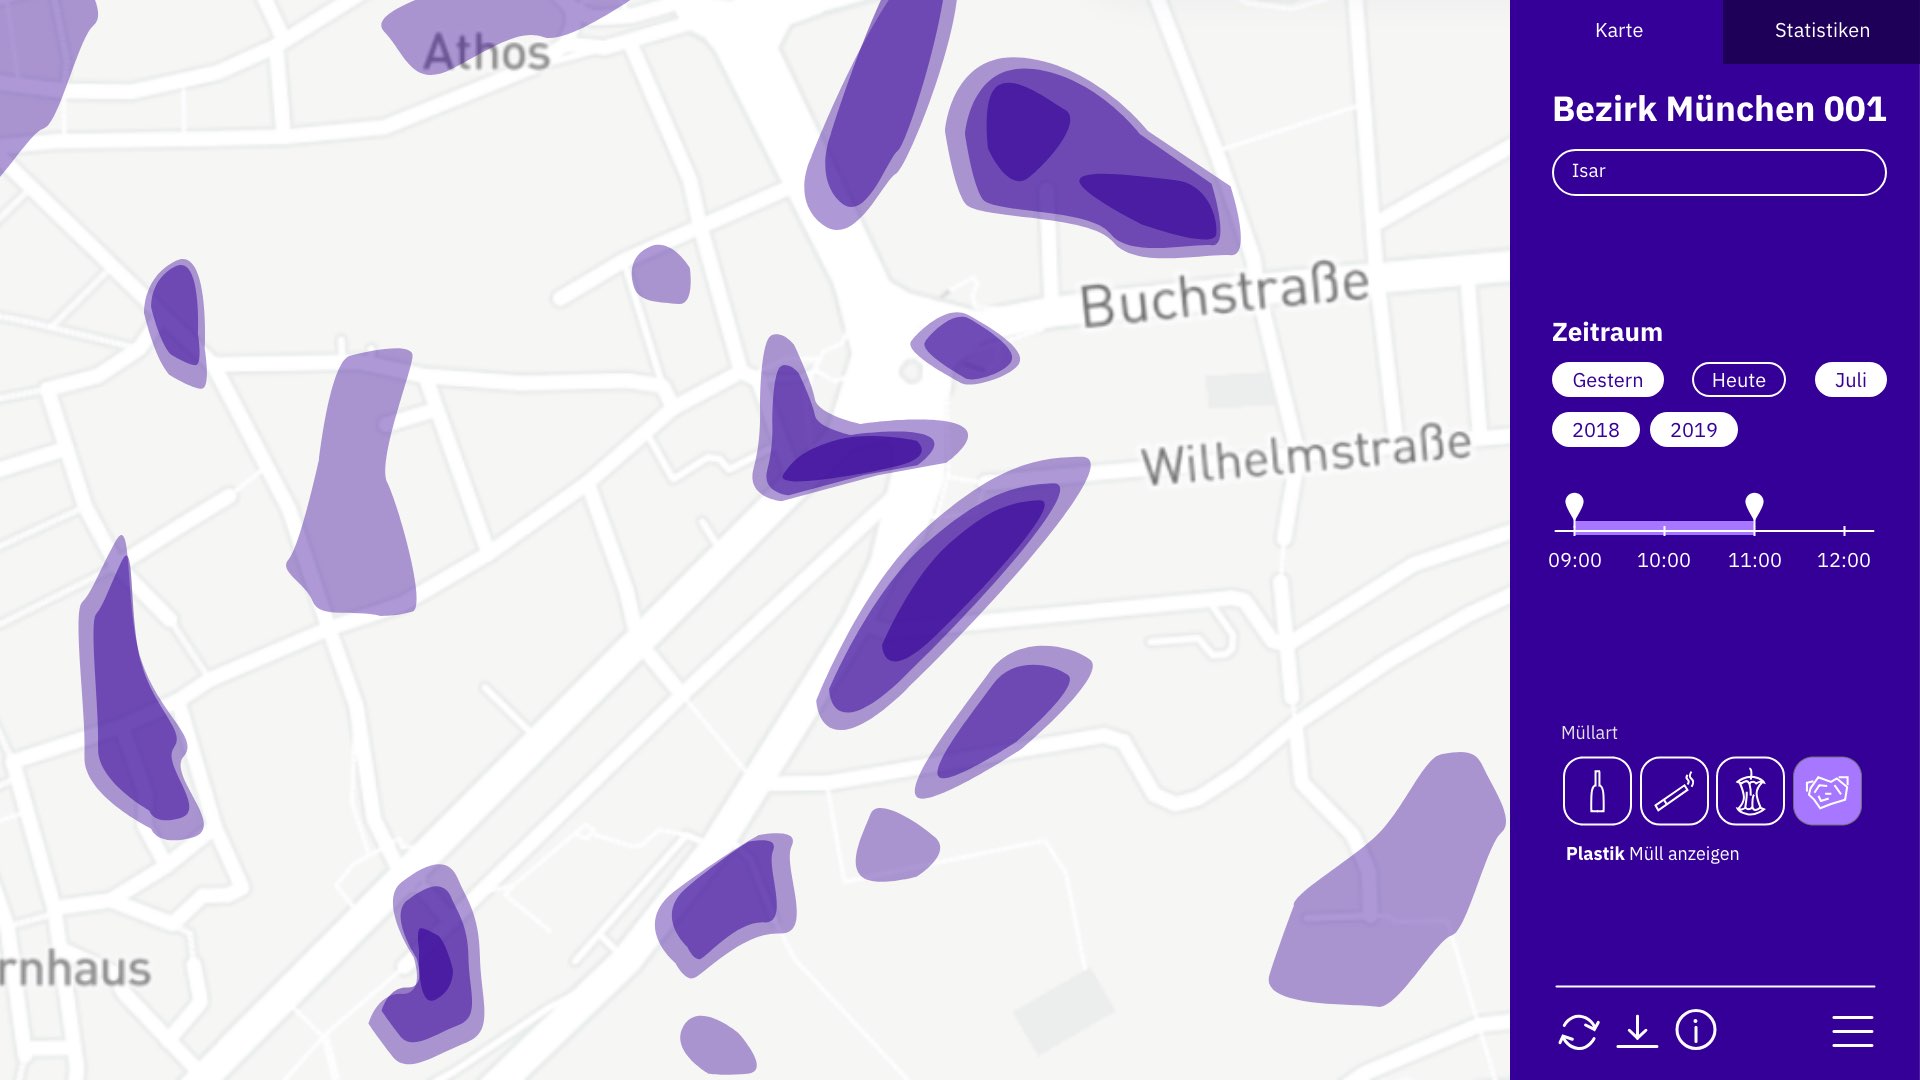 Athos
Buchstraße
Wilhelmstraße
rnhaus
Karte
Statistiken
Bezirk München 001
Isar
Zeitraum
Gestern Heute Juli
2018 2019
09:00 10:00 11:00 12:00
Müllart
Plastik Müll anzeigen